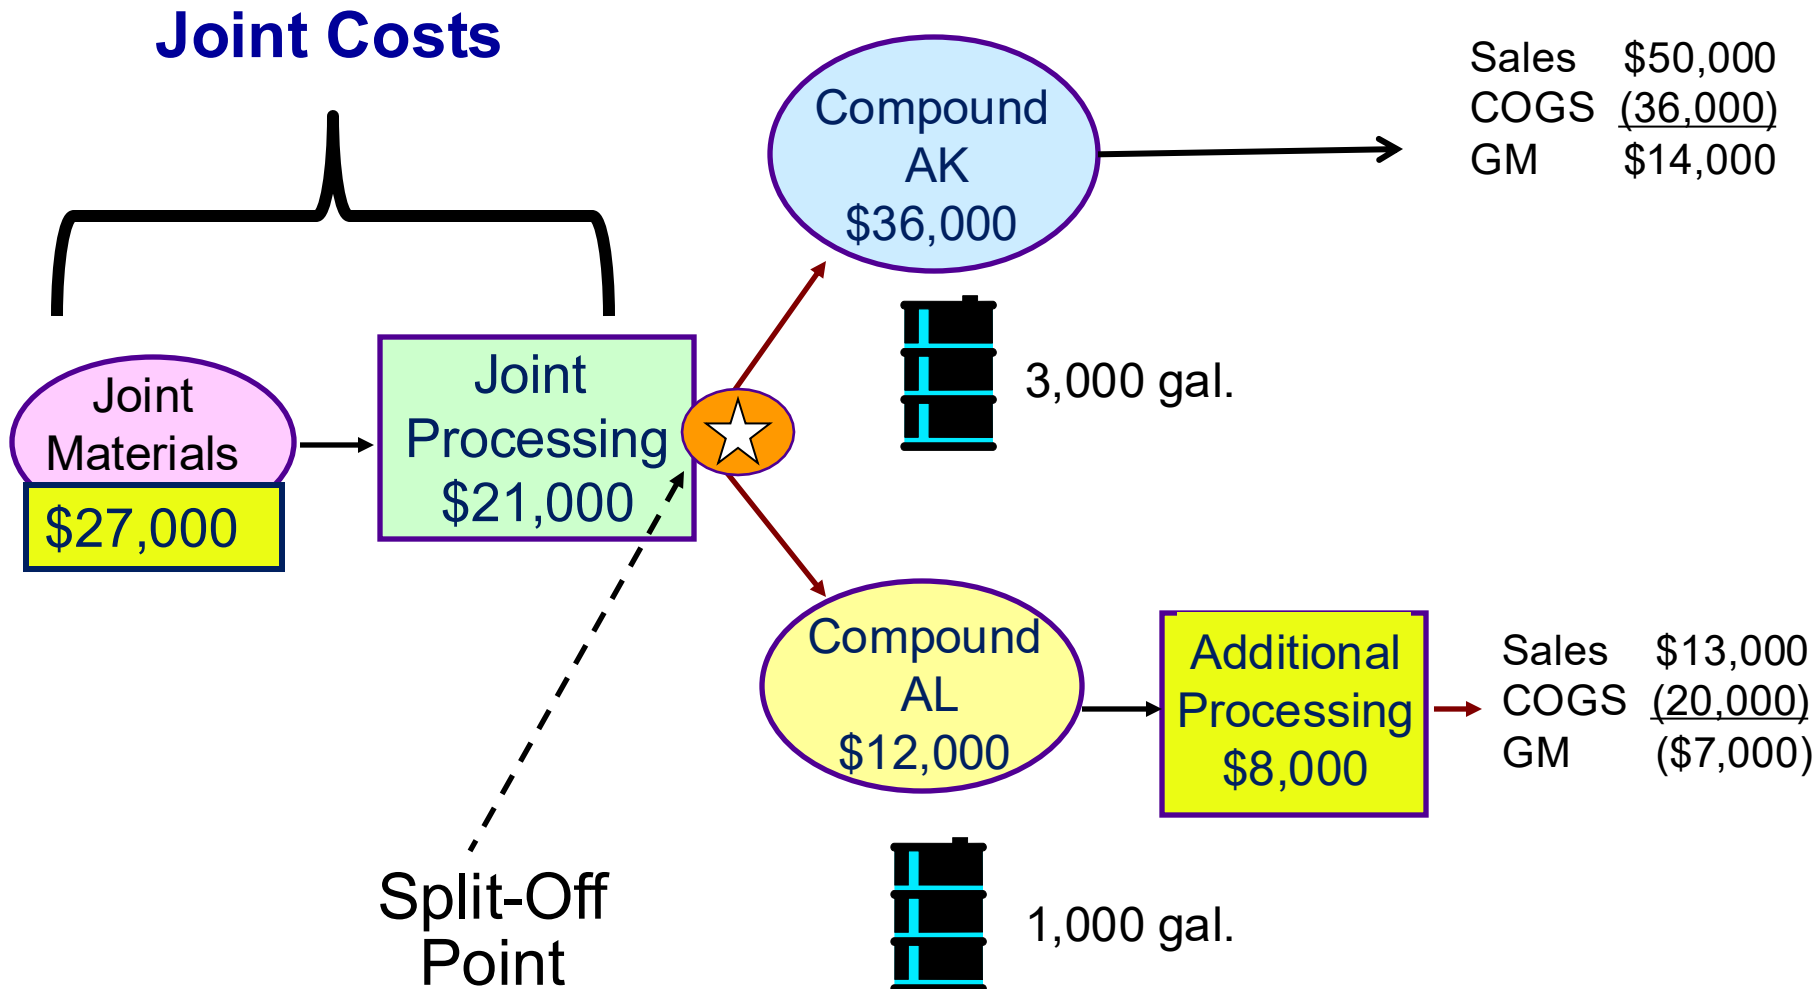 Joint Costs
Joint
Materials
$27,000
Joint
Processing
$21,000
Split-Off
Point
Compound
AK
$36,000
3,000 gal.
Sales $50,000
COGS (36,000)
GM $14,000
Compound
AL
$12,000
1,000 gal.
Additional
Processing
$8,000
Sales $13,000
COGS (20,000)
GM ($7,000)